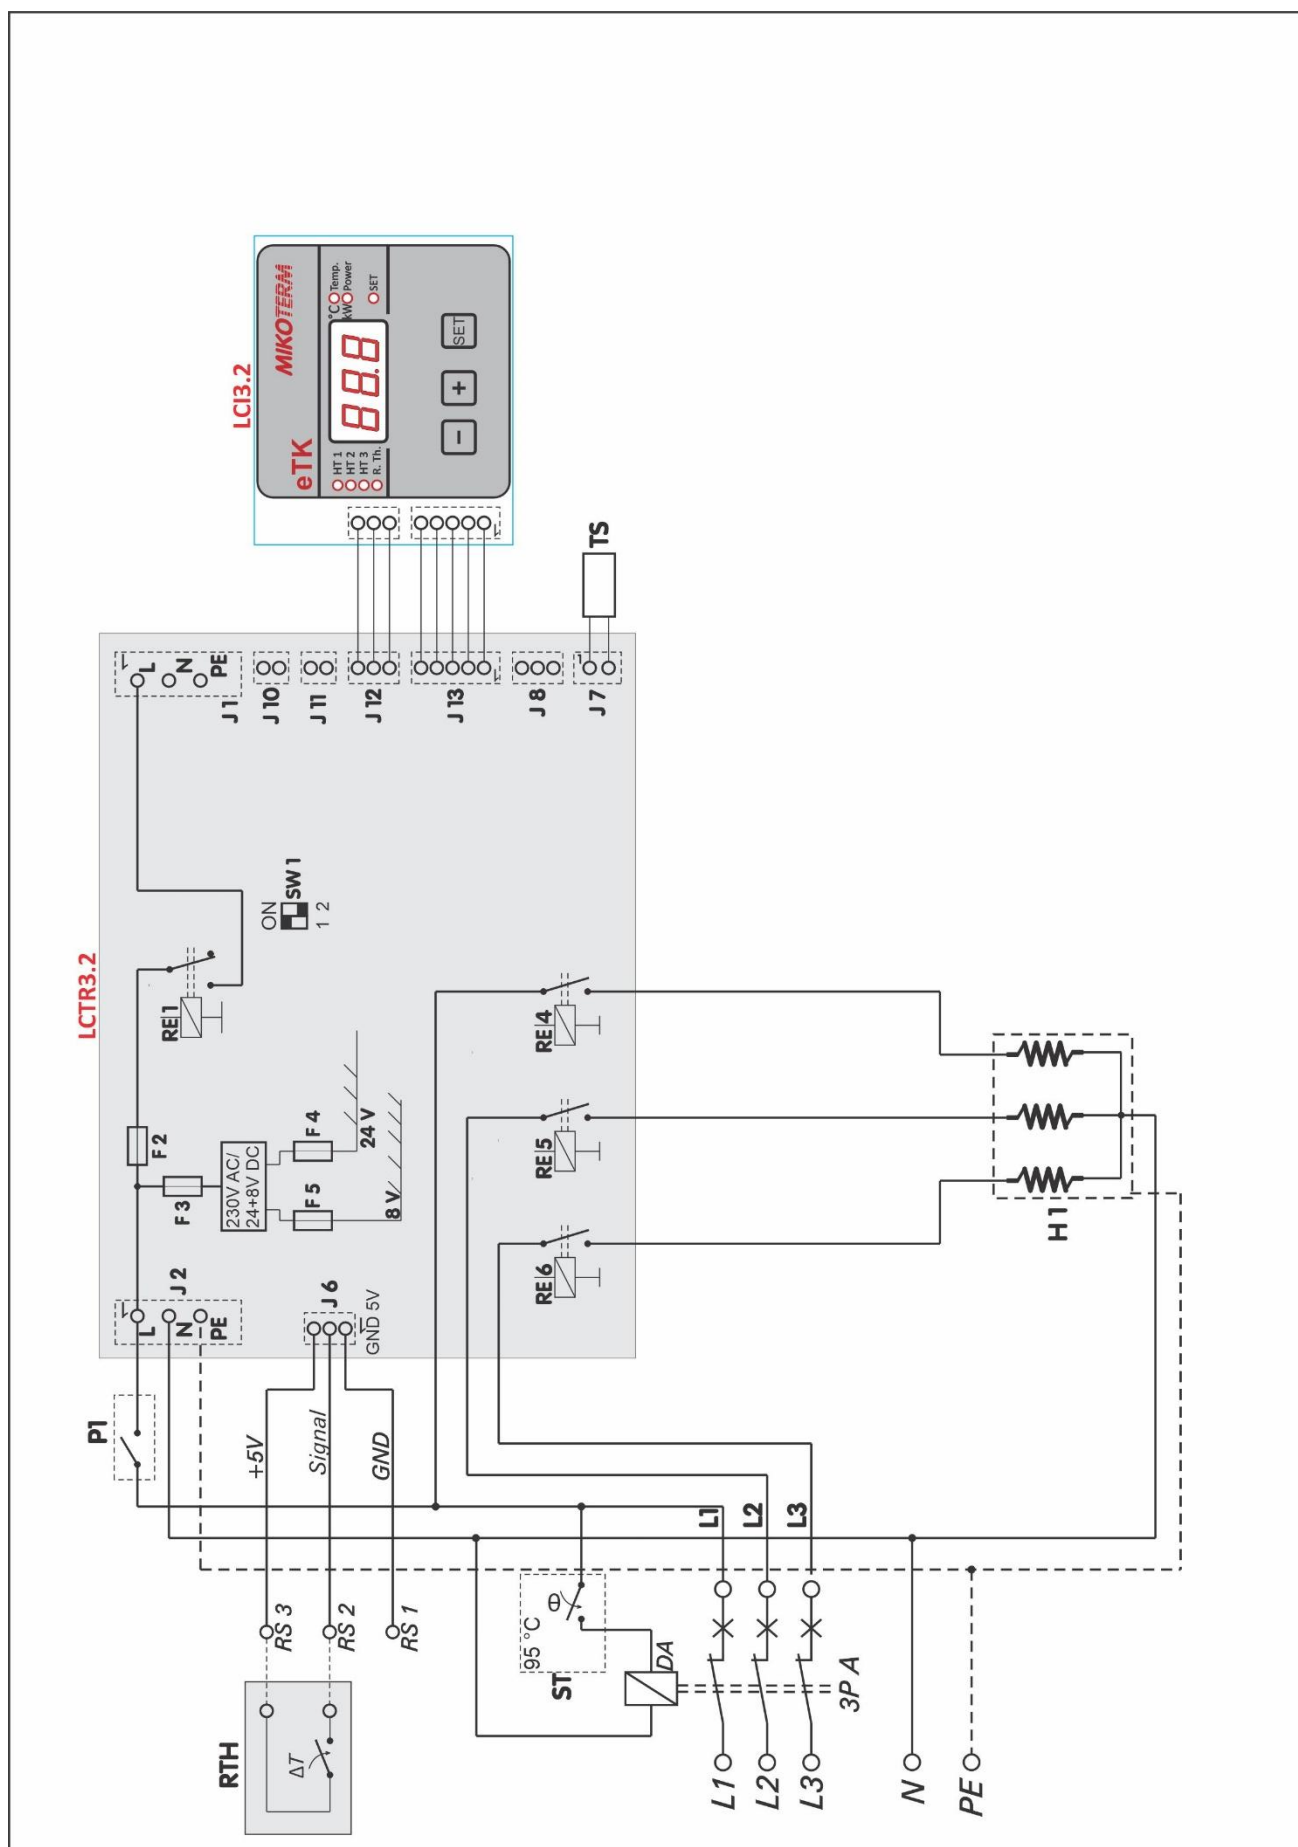 LCTR3.2
LCI3.2
P1
L
N
PE
J 2
F 2
F 3
230V AC/
24+8V DC
F 4
F 5
24 V
8 V
RE 1
ON
SW 1
1 2
L
N
PE
J 1
J 10
J 11
J 12
J 13
J 8
J 7
TS
MIKOTERM
eTK
HT 1
HT 2
HT 3
R. Th.
88.8
°C
kW
Temp.
Power
SET
-
+
SET
RTH
ΔT
RS 3
RS 2
RS 1
+5V
Signal
GND
J 6
GND 5V
RE 6
RE 5
RE 4
95 °C
θ
ST
DA
3P A
L1
L2
L3
L1
L2
L3
N
PE
H 1